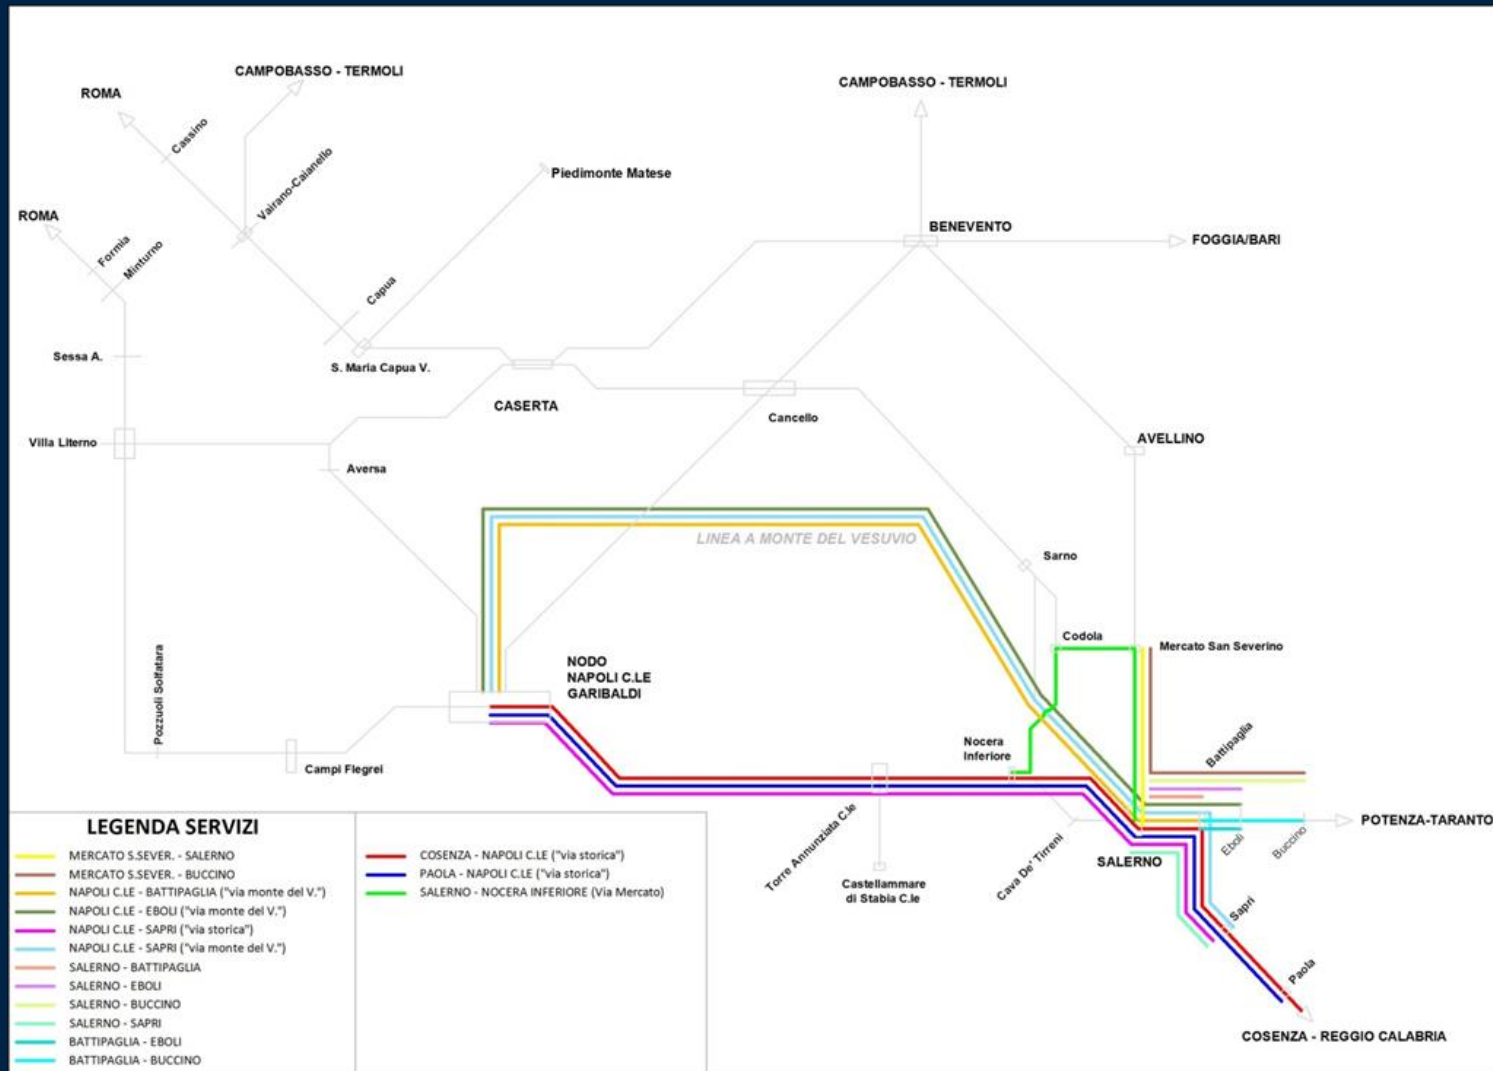 CAMPOBASSO - TERMOLI
ROMA
CAMPOBASSO - TERMOLI
Cassino
Vairano-Caianello
Piedimonte Matese
ROMA
Formia
Minturno
BENEVENTO
FOGGIA/BARI
Capua
Sessa A.
S. Maria Capua V.
CASERTA
Cancello
Villa Literno
AVELLINO
Aversa
LINEA A MONTE DEL VESUVIO
Sarno
Codola
Mercato San Severino
NODO
NAPOLI C.LE
GARIBALDI
Pozzuoli Solfatara
Nocera
Inferiore
Battipaglia
Campi Flegrei
POTENZA-TARANTO
Eboli
Buccino
Torre Annunziata C.le
Cava De' Tirreni
SALERNO
Castellammare
di Stabia C.le
Sapri
Paola
COSENZA - REGGIO CALABRIA
LEGENDA SERVIZI
MERCATO S.SEVER. - SALERNO
MERCATO S.SEVER. - BUCCINO
NAPOLI C.LE - BATTIPAGLIA ("via monte del V.")
NAPOLI C.LE - EBOLI ("via monte del V.")
NAPOLI C.LE - SAPRI ("via storica")
NAPOLI C.LE - SAPRI ("via monte del V.")
SALERNO - BATTIPAGLIA
SALERNO - EBOLI
SALERNO - BUCCINO
SALERNO - SAPRI
BATTIPAGLIA - EBOLI
BATTIPAGLIA - BUCCINO
COSENZA - NAPOLI C.LE ("via storica")
PAOLA - NAPOLI C.LE ("via storica")
SALERNO - NOCERA INFERIORE (Via Mercato)